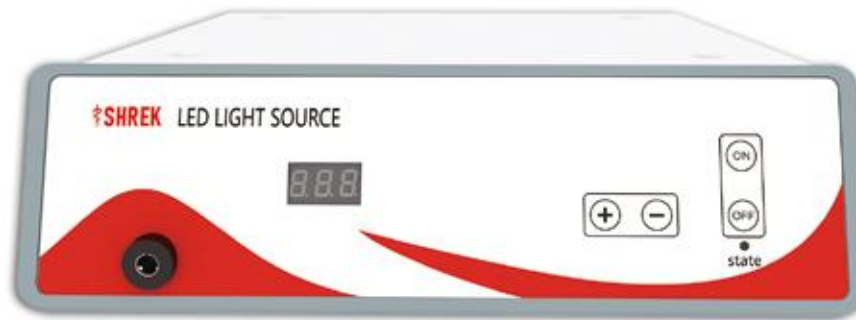 SHREK LED LIGHT SOURCE
8.8.8.
ON
+ −
OFF
state